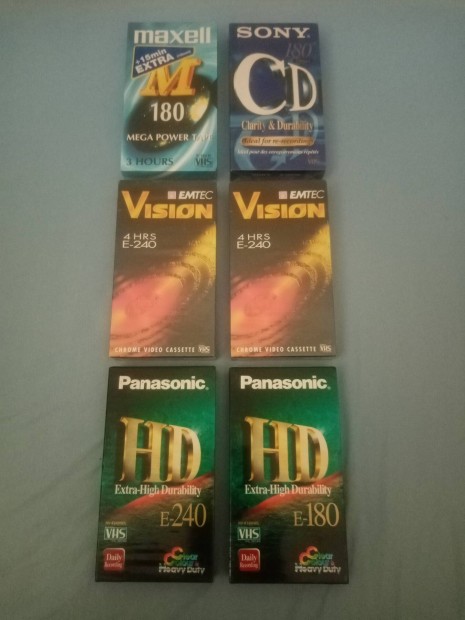 maxell
+15min
EXTRA
M
180
MEGA POWER TAPE
3 HOURS
VHS
SONY
180
CD
Clarity & Durability
Ideal for re-recording
VHS
EMTEC
VISION
4 HRS
E-240
CHROME VIDEO CASSETTE VHS
EMTEC
VISION
4 HRS
E-240
CHROME VIDEO CASSETTE VHS
Panasonic
HD
Extra-High Durability
E-240
VHS
Daily
Recording
Heavy Duty
Panasonic
HD
Extra-High Durability
E-180
VHS
Daily
Recording
Heavy Duty